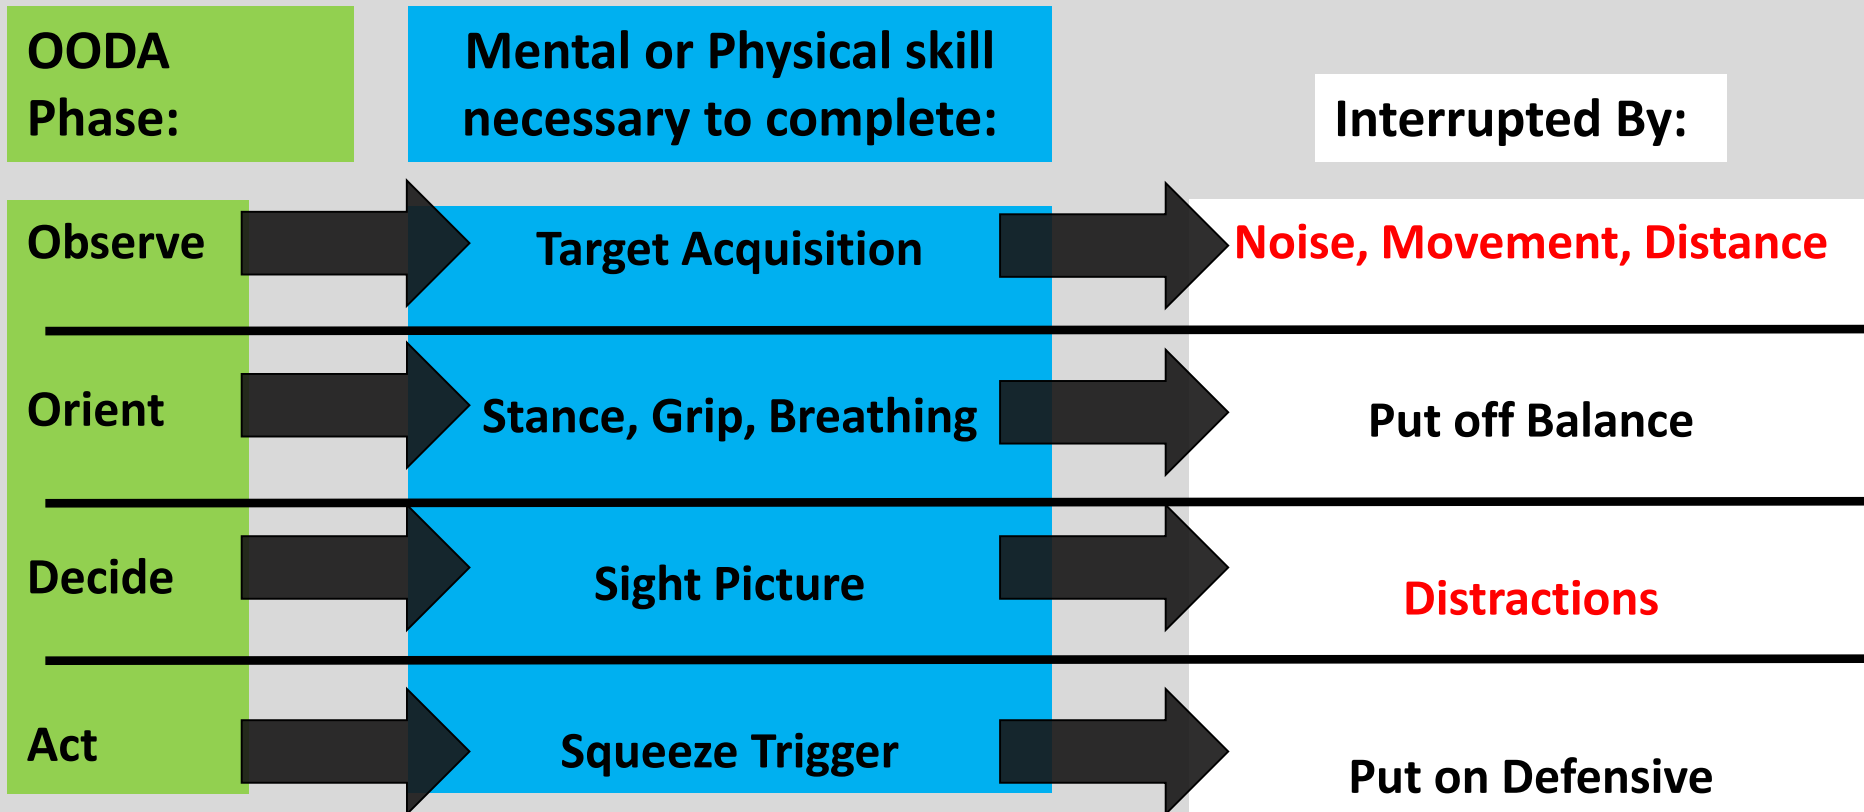 OODA
Phase:
Mental or Physical skill
necessary to complete:
Interrupted By:
Observe
Target Acquisition
Noise, Movement, Distance
Orient
Stance, Grip, Breathing
Put off Balance
Decide
Sight Picture
Distractions
Act
Squeeze Trigger
Put on Defensive